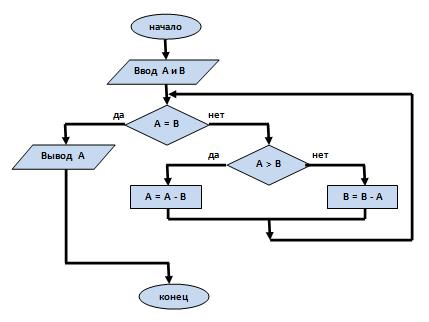 начало
Ввод А и В
да
А = В
нет
Вывод А
да
А > В
нет
А = А - В
В = В - А
конец